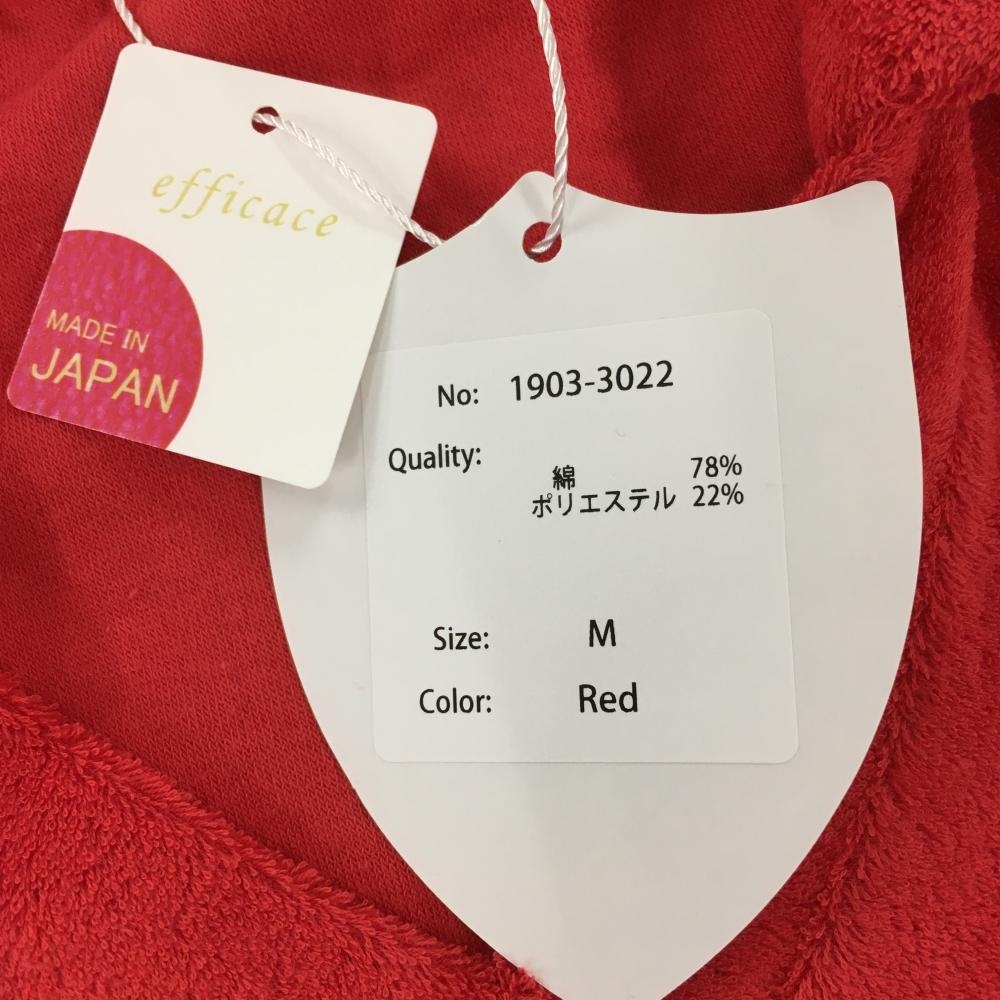 efficace
MADE IN
JAPAN
No: 1903-3022
Quality:
綿 78%
ポリエステル 22%
Size: M
Color: Red